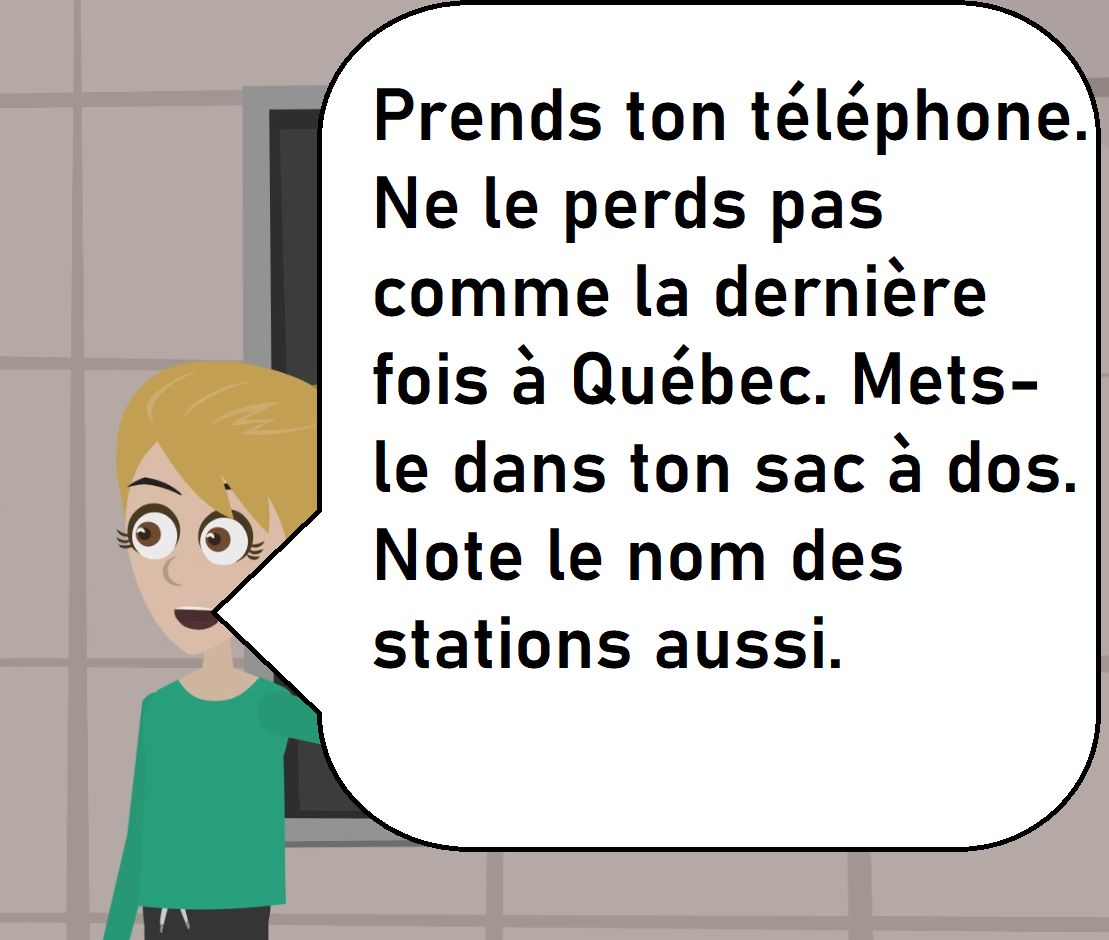 Prends ton téléphone.
Ne le perds pas
comme la dernière
fois à Québec. Mets-
le dans ton sac à dos.
Note le nom des
stations aussi.